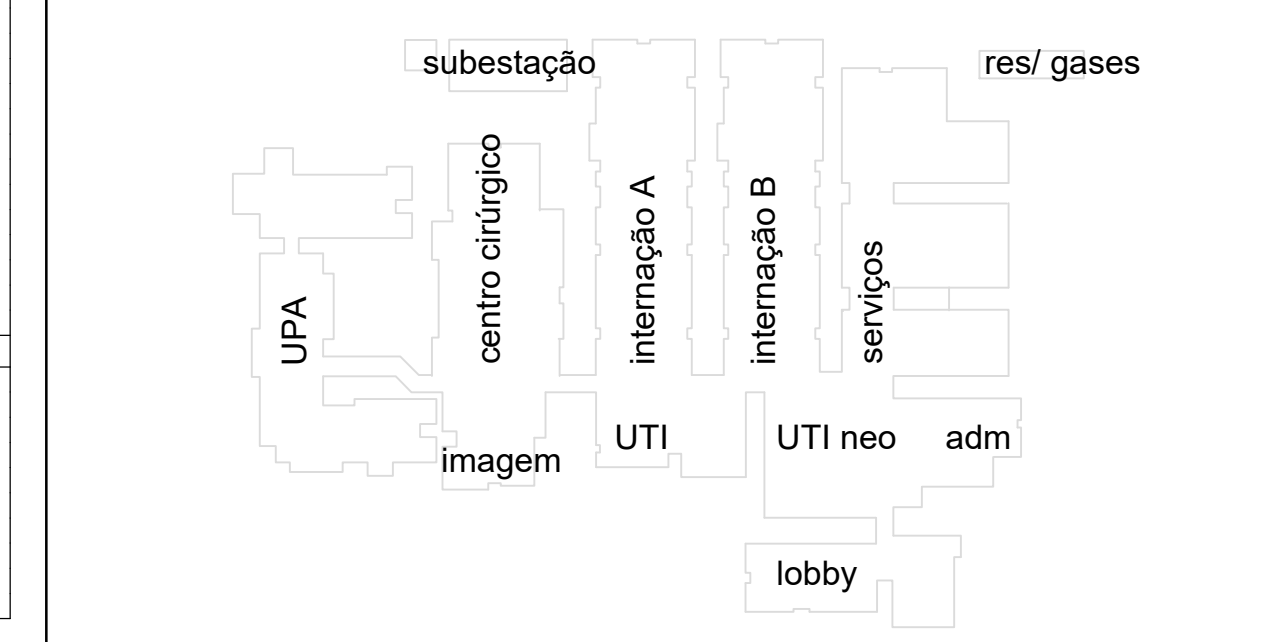 subestação
res/ gases
centro cirúrgico
internação A
internação B
serviços
UPA
UTI
UTI neo
adm
imagem
lobby